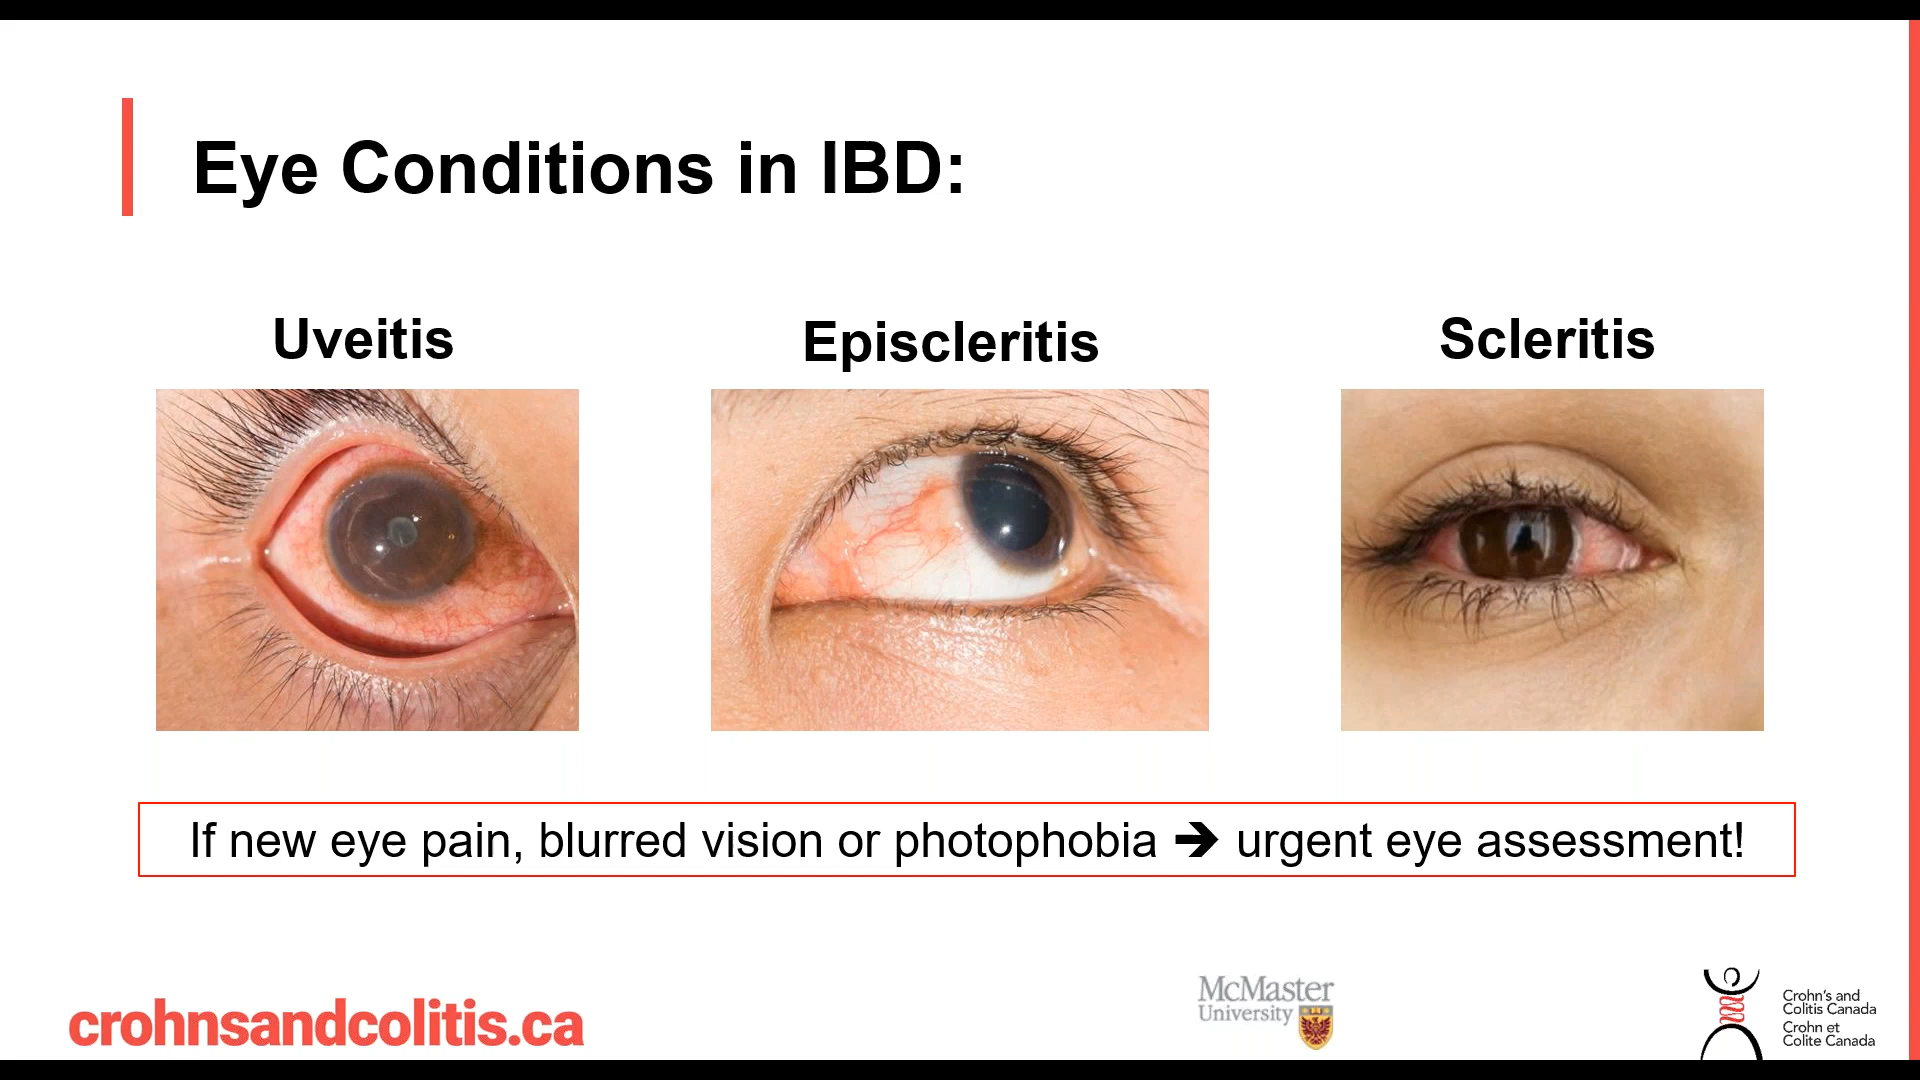 Eye Conditions in IBD:
Uveitis
Episcleritis
Scleritis
If new eye pain, blurred vision or photophobia ➔ urgent eye assessment!
crohnsandcolitis.ca
McMaster
University
Crohn's and
Colitis Canada
Crohn et
Colite Canada